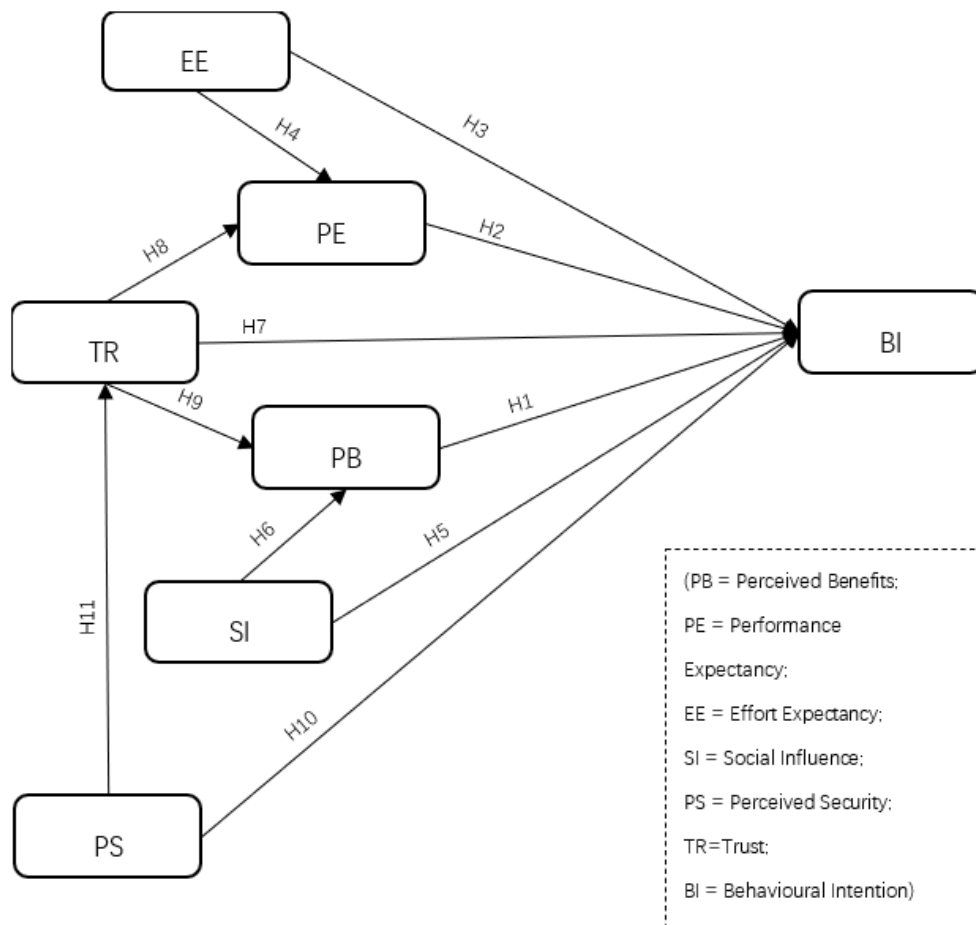 EE
H3
H4
PE
H2
H8
TR
H7
BI
H9
H1
PB
H6
H5
SI
H11
H10
PS
(PB = Perceived Benefits;
PE = Performance
Expectancy;
EE = Effort Expectancy;
SI = Social Influence;
PS = Perceived Security;
TR=Trust;
BI = Behavioural Intention)